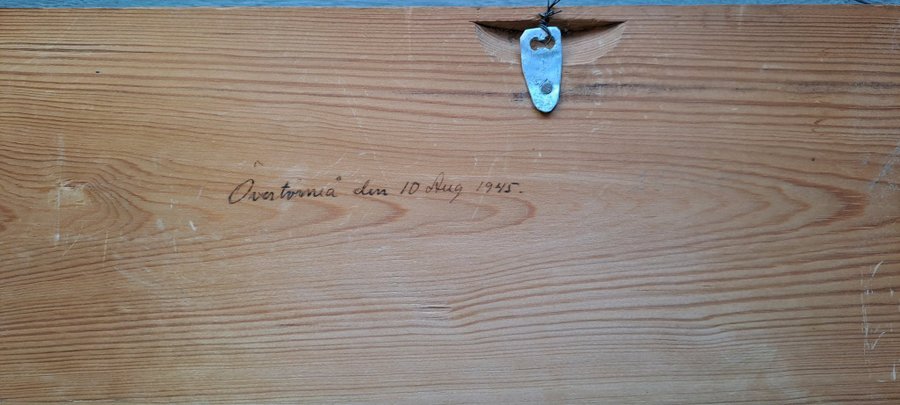 Övertorneå den 10 Aug 1945.